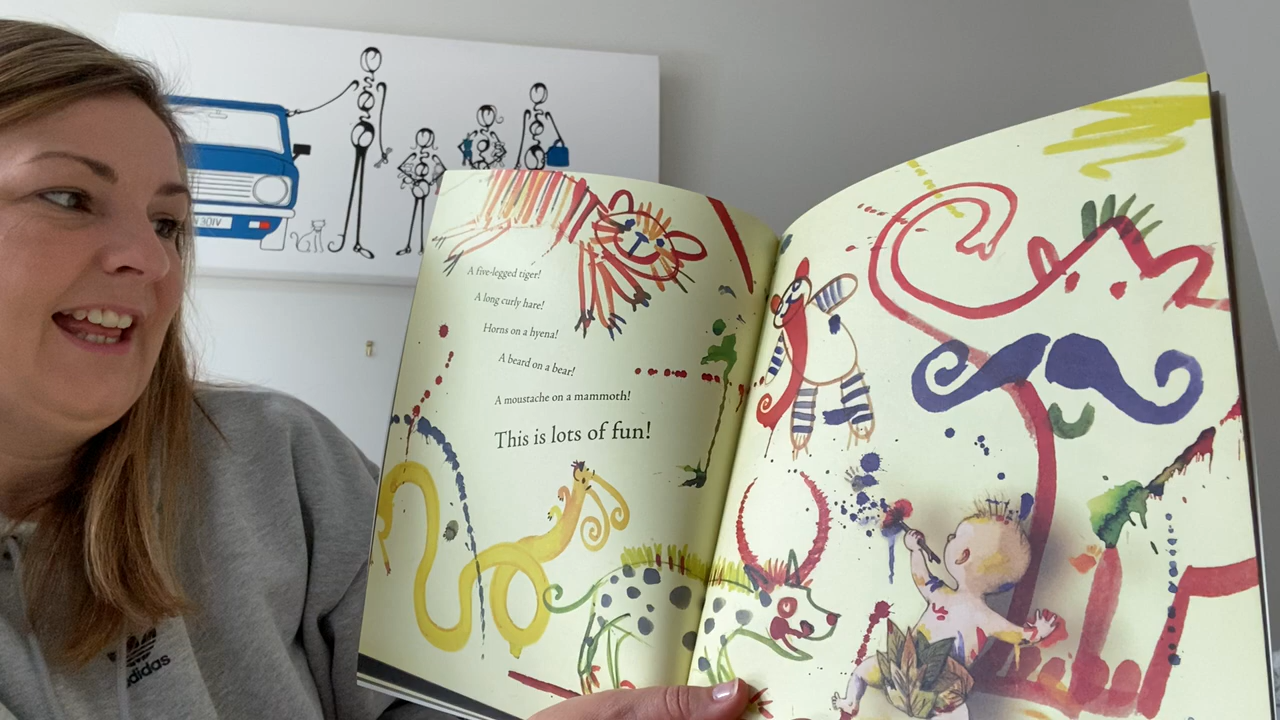 A five-legged tiger!
A long curly hare!
Horns on a hyena!
A beard on a bear!
A moustache on a mammoth!
This is lots of fun!
adidas